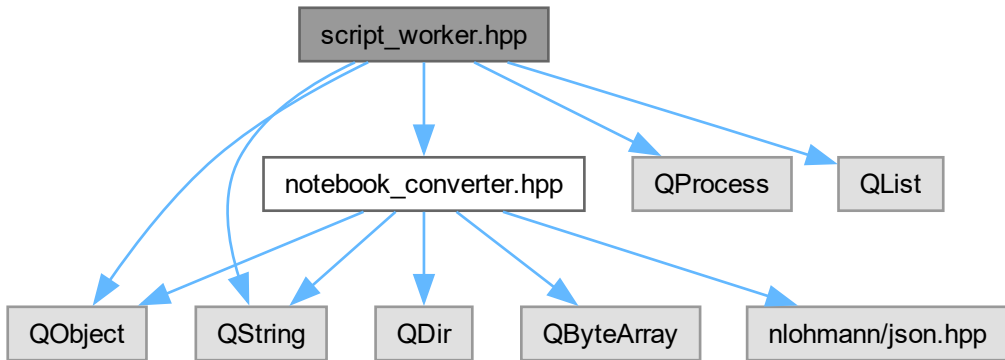 script_worker.hpp
notebook_converter.hpp
QProcess
QList
QObject
QString
QDir
QByteArray
nlohmann/json.hpp